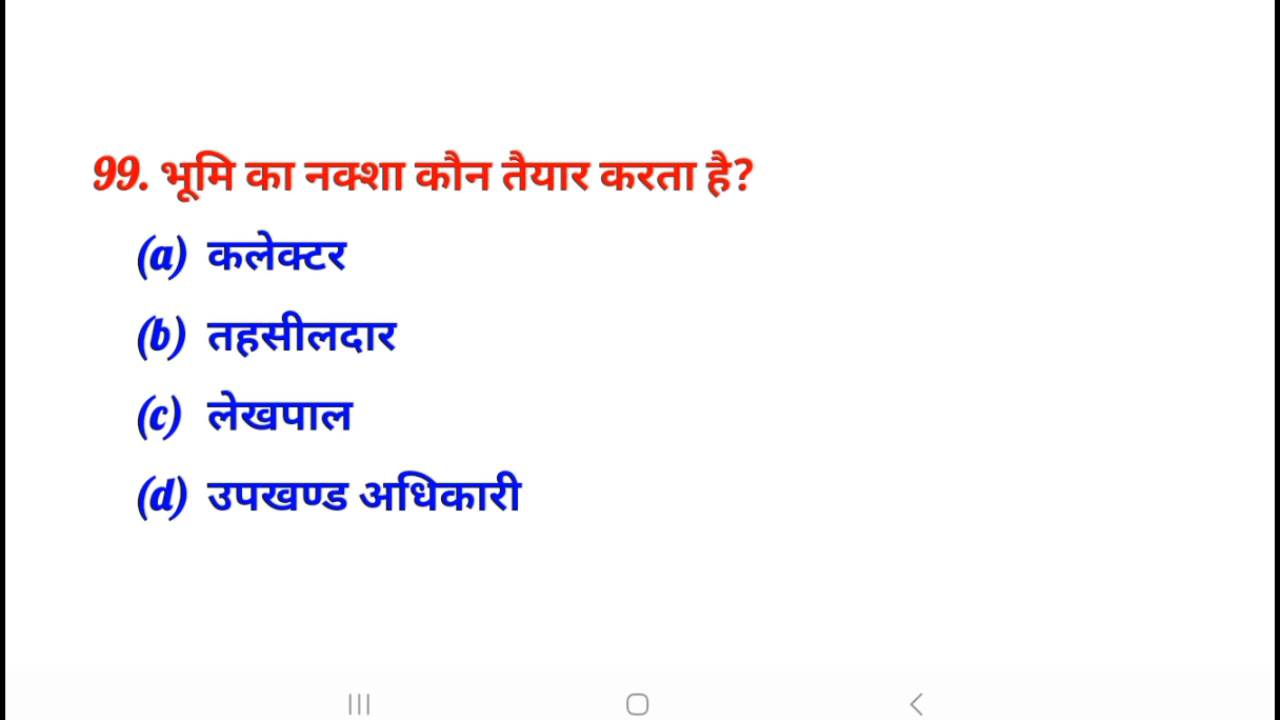 99. भूमि का नक्शा कौन तैयार करता है?
(a) कलेक्टर
(b) तहसीलदार
(c) लेखपाल
(d) उपखण्ड अधिकारी